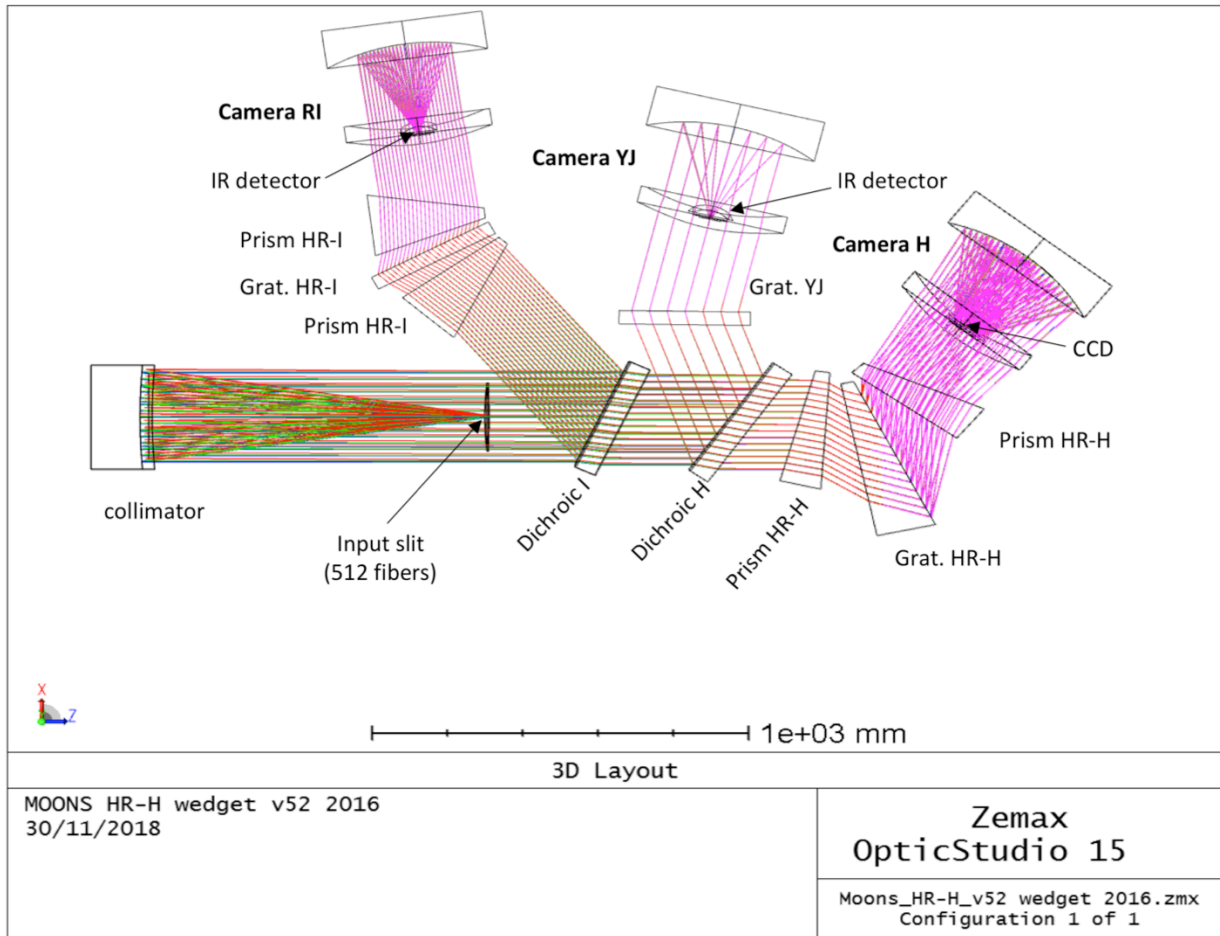 Camera RI
IR detector
Prism HR-I
Grat. HR-I
Prism HR-I
Camera YJ
IR detector
Grat. YJ
Camera H
CCD
Prism HR-H
collimator
Input slit
(512 fibers)
Dichroic I
Dichroic H
Prism HR-H
Grat. HR-H
X
Z
1e+03 mm
3D Layout
MOONS HR-H wedget v52 2016
30/11/2018
Zemax
OpticStudio 15
Moons_HR-H_v52 wedget 2016.zmx
Configuration 1 of 1